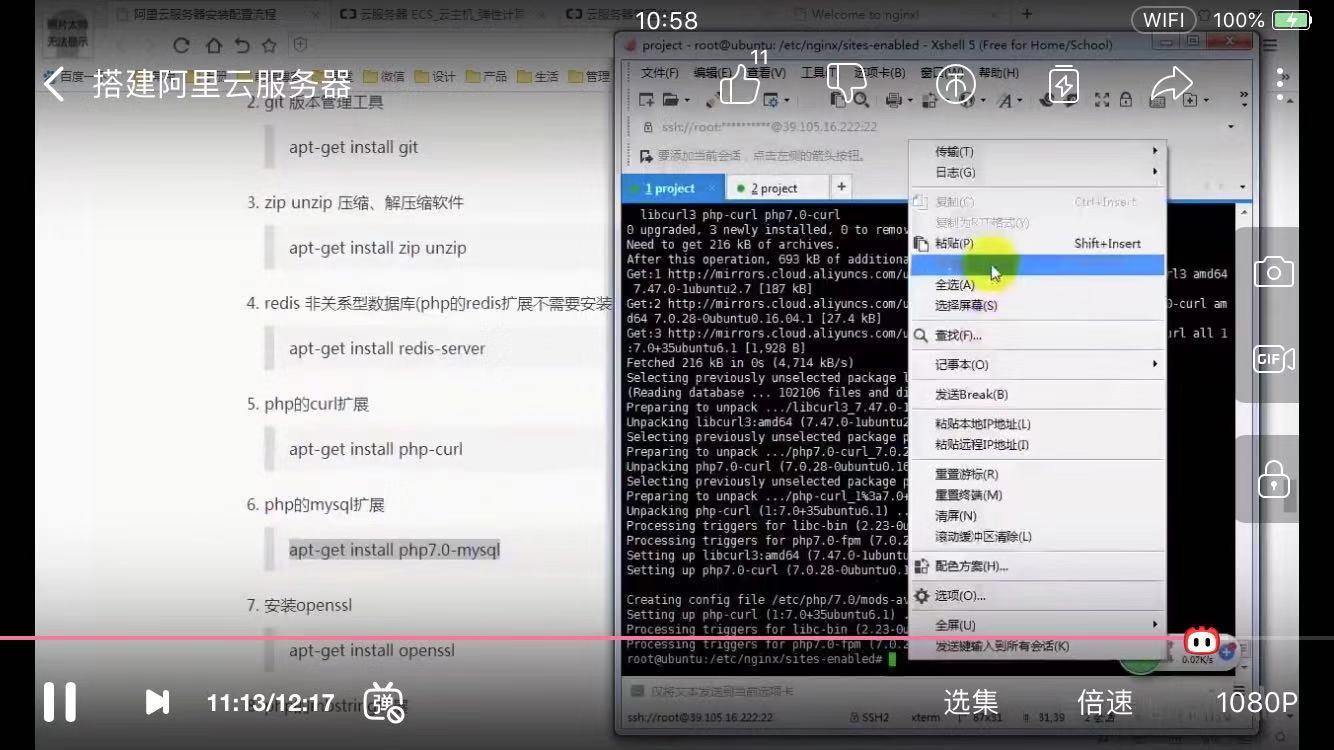 10:58
WIFI
100%
阿里云服务器安装配置流程
云服务器 ECS_云主机_弹性计算
云服务器
Welcome to nginx!
搭建阿里云服务器
11
百度一
微信
设计
产品
生活
管理
2. git 版本管理工具
apt-get install git
3. zip unzip 压缩、解压缩软件
apt-get install zip unzip
4. redis 非关系型数据库(php的redis扩展不需要安装
apt-get install redis-server
5. php的curl扩展
apt-get install php-curl
6. php的mysql扩展
apt-get install php7.0-mysql
7. 安装openssl
apt-get install openssl
project - root@ubuntu: /etc/nginx/sites-enabled - Xshell 5 (Free for Home/School)
文件(F) 编辑(E) 查看(V) 工具(T) 选项卡(B) 窗口(W) 帮助(H)
ssh://root:**********@39.105.16.222:22
要添加当前会话，点击左侧的箭头按钮。
1 project
2 project
libcurl3 php-curl php7.0-curl
0 upgraded, 3 newly installed, 0 to remov
Need to get 216 kB of archives.
After this operation, 693 kB of additiona
Get:1 http://mirrors.cloud.aliyuncs.com/u
rl3 amd64
7.47.0-1ubuntu2.7 [187 kB]
Get:2 http://mirrors.cloud.aliyuncs.com/u
0-curl am
d64 7.0.28-0ubuntu0.16.04.1 [27.4 kB]
Get:3 http://mirrors.cloud.aliyuncs.com/u
url all 1
:7.0+35ubuntu6.1 [1,928 B]
Fetched 216 kB in 0s (4,714 kB/s)
Selecting previously unselected package l
(Reading database ... 102106 files and di
Preparing to unpack .../libcurl3_7.47.0-1
Unpacking libcurl3:amd64 (7.47.0-1ubuntu2
Selecting previously unselected package p
Preparing to unpack .../php7.0-curl_7.0.2
Unpacking php7.0-curl (7.0.28-0ubuntu0.16
Selecting previously unselected package p
Preparing to unpack .../php-curl_1%3a7.0+
Unpacking php-curl (1:7.0+35ubuntu6.1) ..
Processing triggers for libc-bin (2.23-0u
Processing triggers for php7.0-fpm (7.0.2
Setting up libcurl3:amd64 (7.47.0-1ubuntu
Setting up php7.0-curl (7.0.28-0ubuntu0.1
Creating config file /etc/php/7.0/mods-av
Setting up php-curl (1:7.0+35ubuntu6.1) .
Processing triggers for libc-bin (2.23-0u
Processing triggers for php7.0-fpm (7.0.2
root@ubuntu:/etc/nginx/sites-enabled#
传输(T)
日志(G)
复制(C) Ctrl+Insert
复制为RTF格式(Y)
粘贴(P) Shift+Insert
全选(A)
选择屏幕(S)
查找(F)...
记事本(O)
发送Break(B)
粘贴本地IP地址(L)
粘贴远程IP地址(I)
重置游标(R)
重置终端(M)
清屏(N)
滚动缓冲区清除(L)
配色方案(H)...
选项(O)...
全屏(U)
发送键输入到所有会话(K)
GIF
0.02K/s
仅将文本发送到当前选项卡
ssh://root@39.105.16.222:22
SSH2
xterm
87x31
31,39
11:13/12:17
弹
选集
倍速
1080P